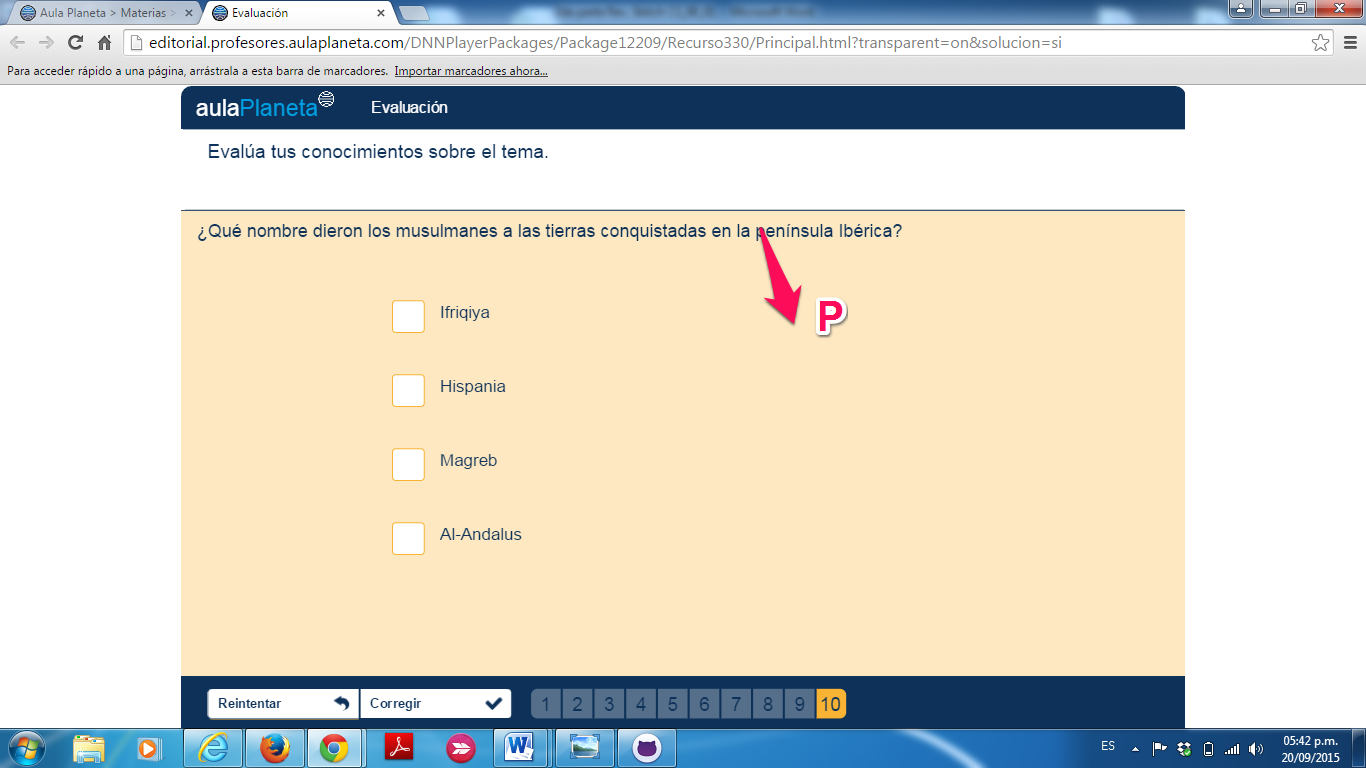 Aula Planeta > Materias >
Evaluación
editorial.profesores.aulaplaneta.com/DNNPlayerPackages/Package12209/Recurso330/Principal.html?transparent=on&solucion=si
Para acceder rápido a una página, arrástrala a esta barra de marcadores. Importar marcadores ahora...
aulaPlaneta Evaluación
Evalúa tus conocimientos sobre el tema.
¿Qué nombre dieron los musulmanes a las tierras conquistadas en la península Ibérica?
P
Ifriqiya
Hispania
Magreb
Al-Andalus
Reintentar Corregir 1 2 3 4 5 6 7 8 9 10
ES
05:42 p.m.
20/09/2015